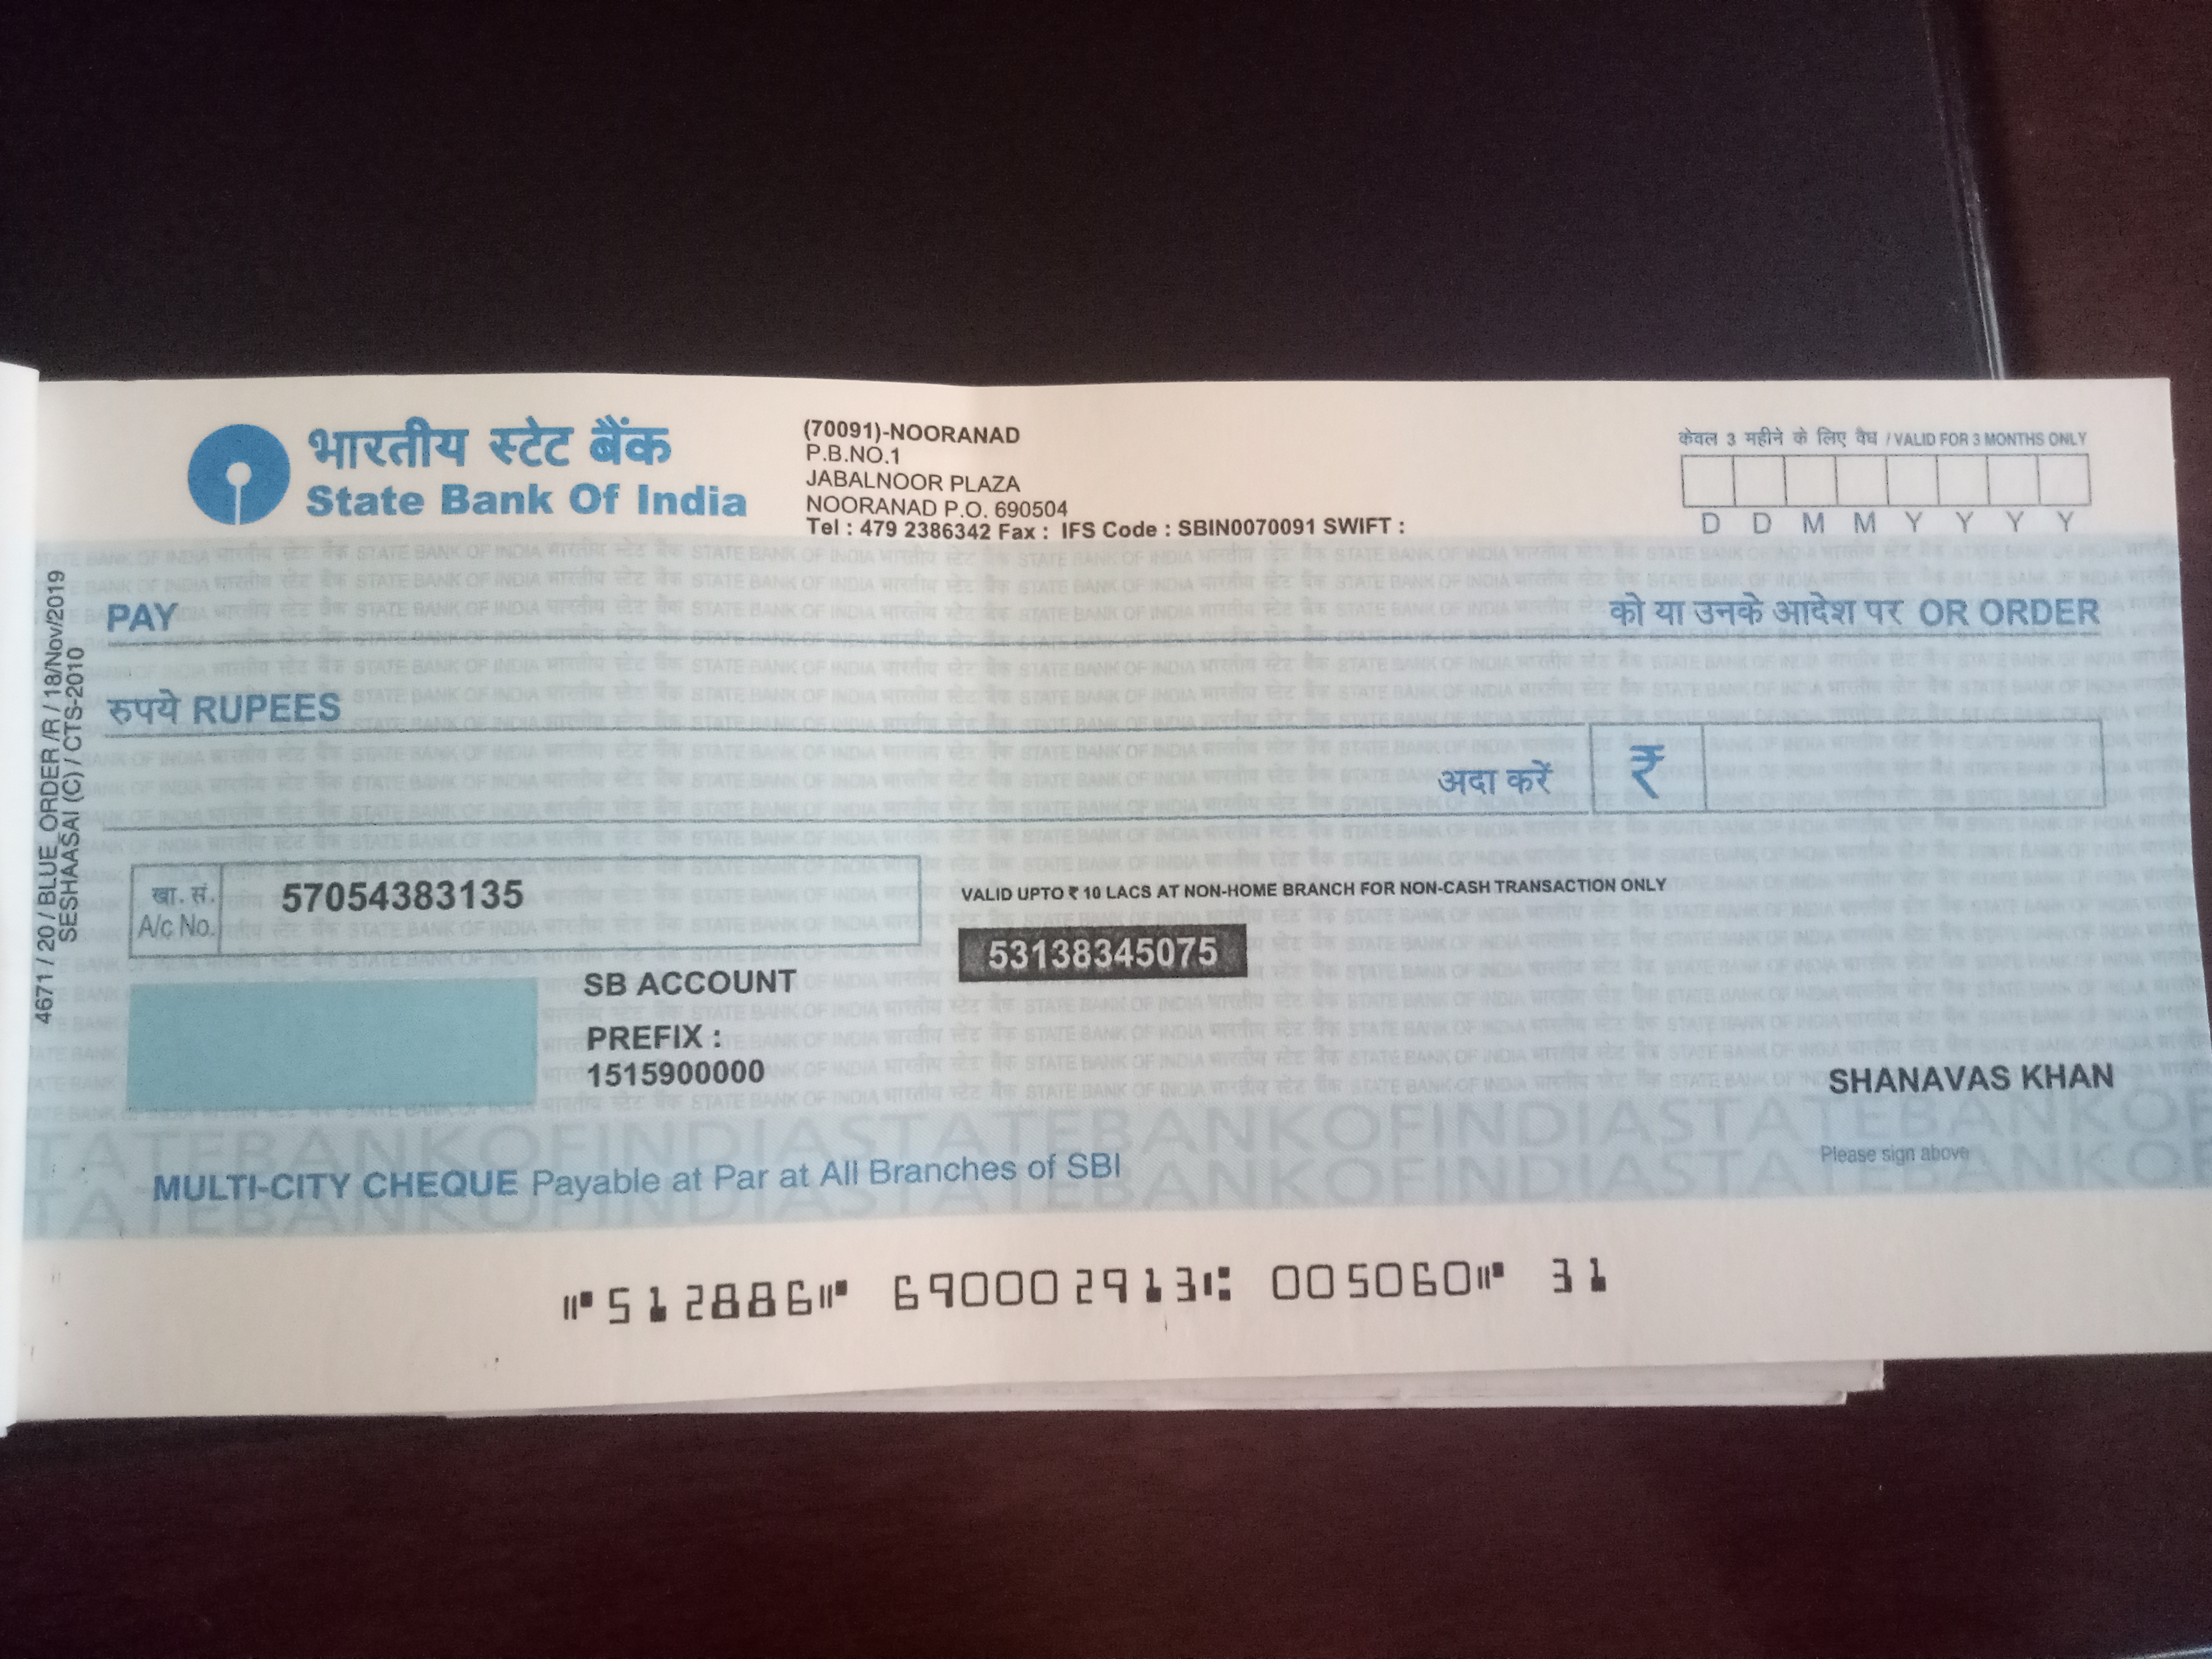 भारतीय स्टेट बैंक
State Bank Of India
(70091)-NOORANAD
P.B.NO.1
JABALNOOR PLAZA
NOORANAD P.O. 690504
Tel : 479 2386342 Fax : IFS Code : SBIN0070091 SWIFT :
केवल 3 महीने के लिए वैध / VALID FOR 3 MONTHS ONLY
D D M M Y Y Y Y
PAY
को या उनके आदेश पर OR ORDER
रुपये RUPEES
अदा करें ₹
खा. सं.
A/c No.
57054383135
VALID UPTO ₹ 10 LACS AT NON-HOME BRANCH FOR NON-CASH TRANSACTION ONLY
53138345075
SB ACCOUNT
PREFIX :
1515900000
SHANAVAS KHAN
Please sign above
MULTI-CITY CHEQUE Payable at Par at All Branches of SBI
⑈512886⑈ 690002913⑆ 005060⑈ 31
4671 / 20 / BLUE_ORDER /R / 18/Nov/2019
SESHAASAI (C) / CTS-2010